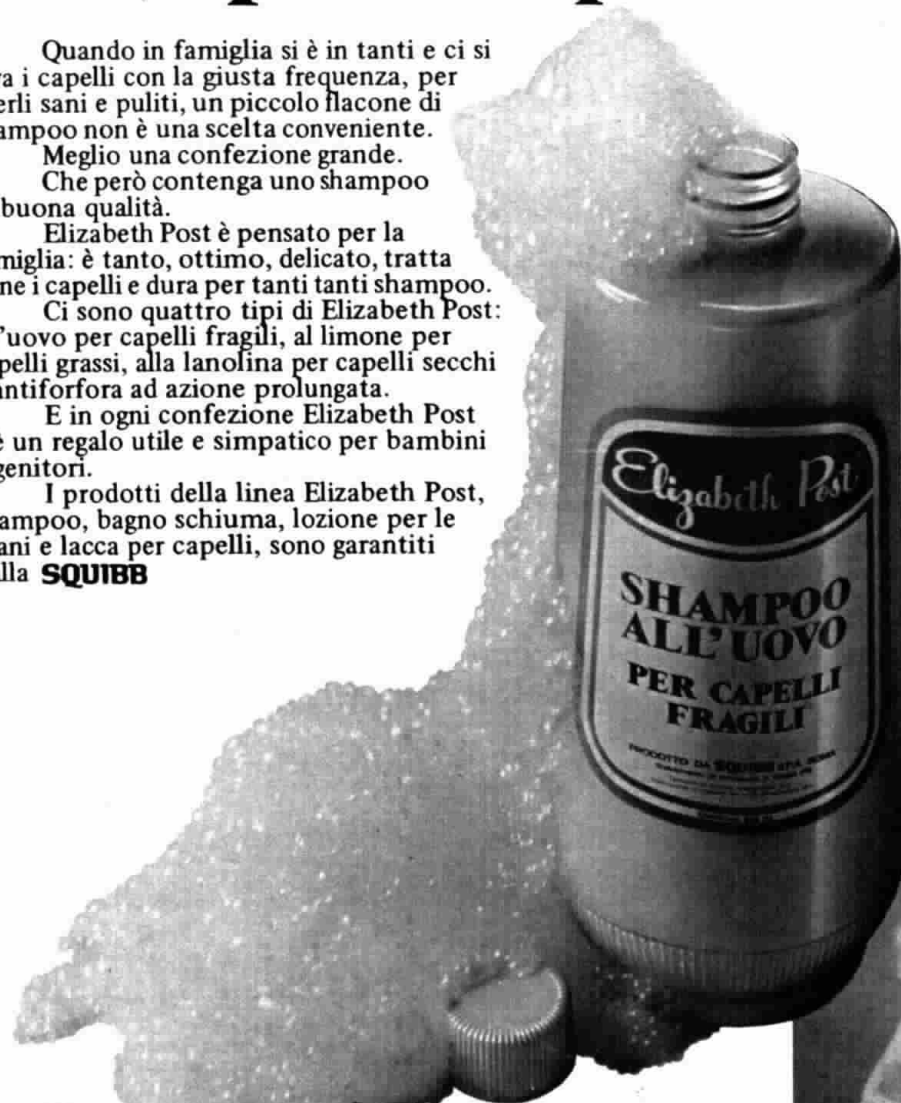 Quando in famiglia si è in tanti e ci si
a i capelli con la giusta frequenza, per
erli sani e puliti, un piccolo flacone di
ampoo non è una scelta conveniente.
Meglio una confezione grande.
Che però contenga uno shampoo
buona qualità.
Elizabeth Post è pensato per la
miglia: è tanto, ottimo, delicato, tratta
ne i capelli e dura per tanti tanti shampoo.
Ci sono quattro tipi di Elizabeth Post:
l'uovo per capelli fragili, al limone per
pelli grassi, alla lanolina per capelli secchi
antiforfora ad azione prolungata.
E in ogni confezione Elizabeth Post
è un regalo utile e simpatico per bambini
genitori.
I prodotti della linea Elizabeth Post,
ampoo, bagno schiuma, lozione per le
ani e lacca per capelli, sono garantiti
lla SQUIBB
Elizabeth Post
SHAMPOO
ALL'UOVO
PER CAPELLI
FRAGILI
PRODOTTO DA SQUIBB S.P.A. ROMA